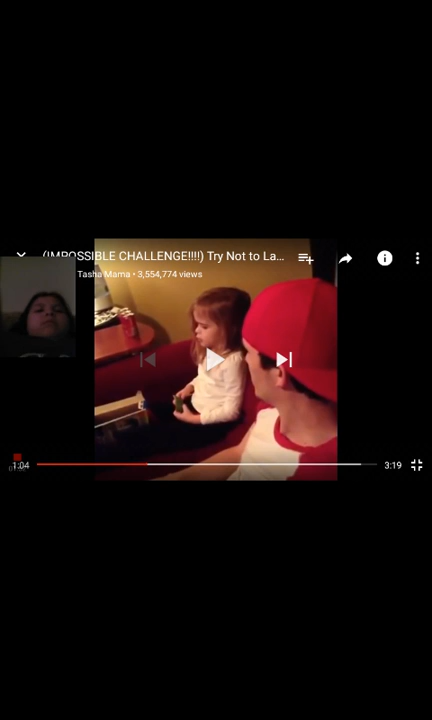 (IMPOSSIBLE CHALLENGE!!!!) Try Not to La...
Tasha Mama • 3,554,774 views
1:04
3:19